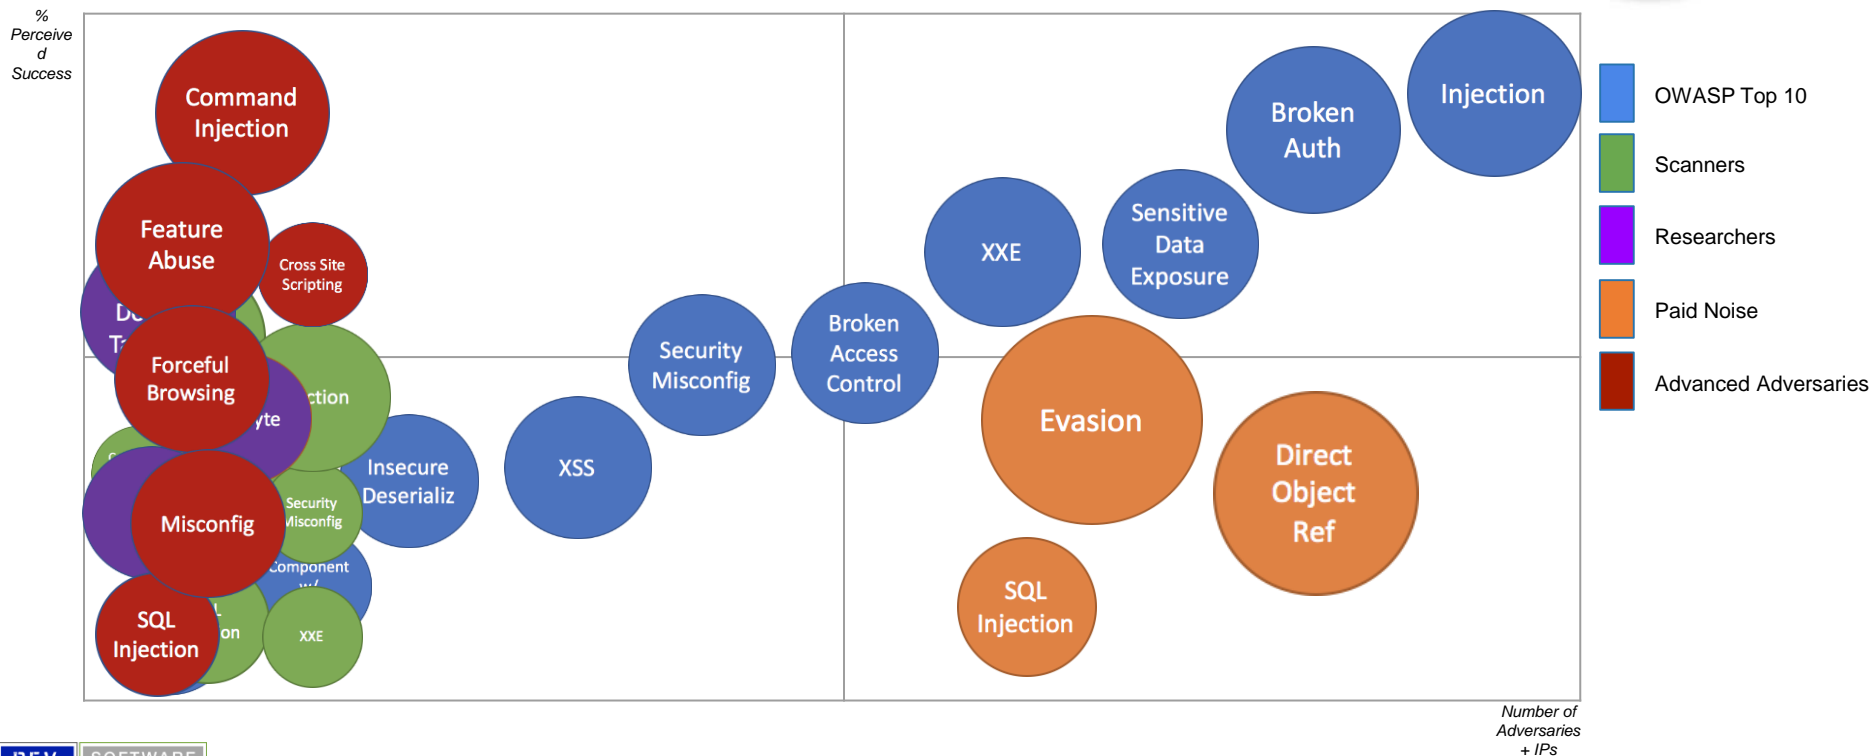 %
Perceive
d
Success
Command
Injection
Feature
Abuse
Cross Site
Scripting
Forceful
Browsing
ction
yte
Misconfig
Security
Misconfig
Component
w/
SQL
Injection
on
XXE
Insecure
Deserializ
XSS
Security
Misconfig
Broken
Access
Control
XXE
Sensitive
Data
Exposure
Broken
Auth
Injection
Evasion
Direct
Object
Ref
SQL
Injection
OWASP Top 10
Scanners
Researchers
Paid Noise
Advanced Adversaries
Number of
Adversaries
+ IPs
SOFTWARE